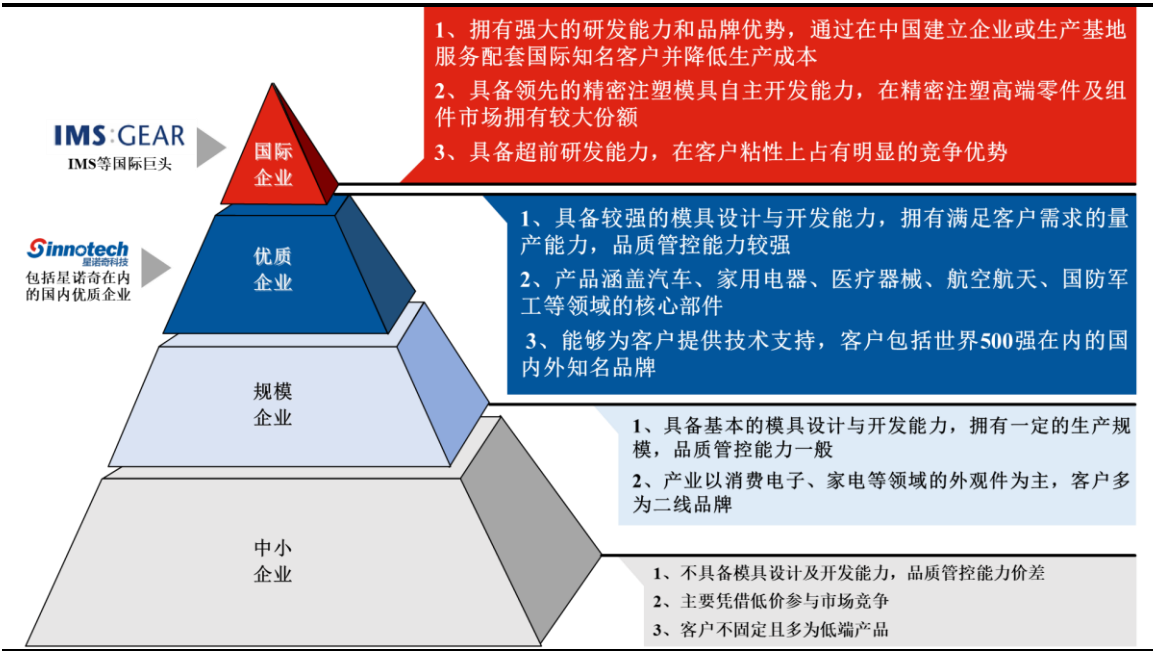 1、拥有强大的研发能力和品牌优势，通过在中国建立企业或生产基地
服务配套国际知名客户并降低生产成本
2、具备领先的精密注塑模具自主开发能力，在精密注塑高端零件及组
件市场拥有较大份额
3、具备超前研发能力，在客户粘性上占有明显的竞争优势
IMS:GEAR
IMS等国际巨头
国际
企业
1、具备较强的模具设计与开发能力，拥有满足客户需求的量
产能力，品质管控能力较强
2、产品涵盖汽车、家用电器、医疗器械、航空航天、国防军
工等领域的核心部件
3、能够为客户提供技术支持，客户包括世界500强在内的国
内外知名品牌
Sinnotech
星诺奇科技
包括星诺奇在内
的国内优质企业
优质
企业
规模
企业
1、具备基本的模具设计与开发能力，拥有一定的生产规
模，品质管控能力一般
2、产业以消费电子、家电等领域的外观件为主，客户多
为二线品牌
中小
企业
1、不具备模具设计及开发能力，品质管控能力价差
2、主要凭借低价参与市场竞争
3、客户不固定且多为低端产品